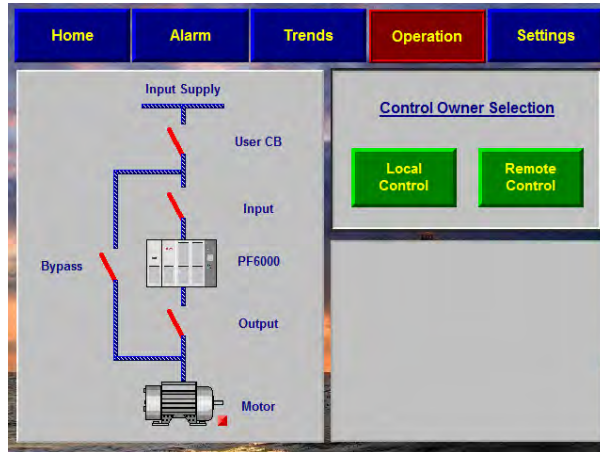 Home
Alarm
Trends
Operation
Settings
Input Supply
User CB
Input
Bypass
PF6000
Output
Motor
Control Owner Selection
Local
Control
Remote
Control